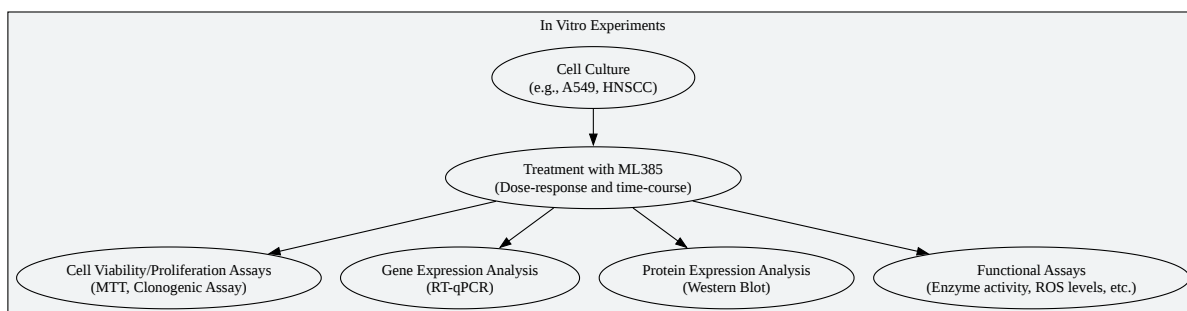 In Vitro Experiments
Cell Culture
(e.g., A549, HNSCC)
Treatment with ML385
(Dose-response and time-course)
Cell Viability/Proliferation Assays
(MTT, Clonogenic Assay)
Gene Expression Analysis
(RT-qPCR)
Protein Expression Analysis
(Western Blot)
Functional Assays
(Enzyme activity, ROS levels, etc.)